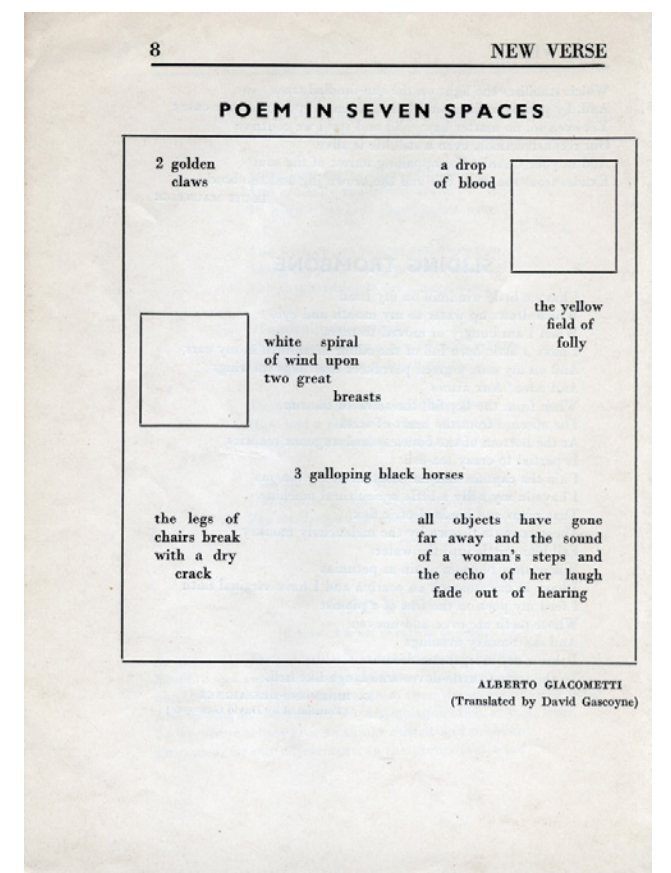 8 NEW VERSE
POEM IN SEVEN SPACES
2 golden
claws
a drop
of blood
the yellow
field of
folly
white spiral
of wind upon
two great
breasts
3 galloping black horses
the legs of
chairs break
with a dry
crack
all objects have gone
far away and the sound
of a woman's steps and
the echo of her laugh
fade out of hearing
ALBERTO GIACOMETTI
(Translated by David Gascoyne)